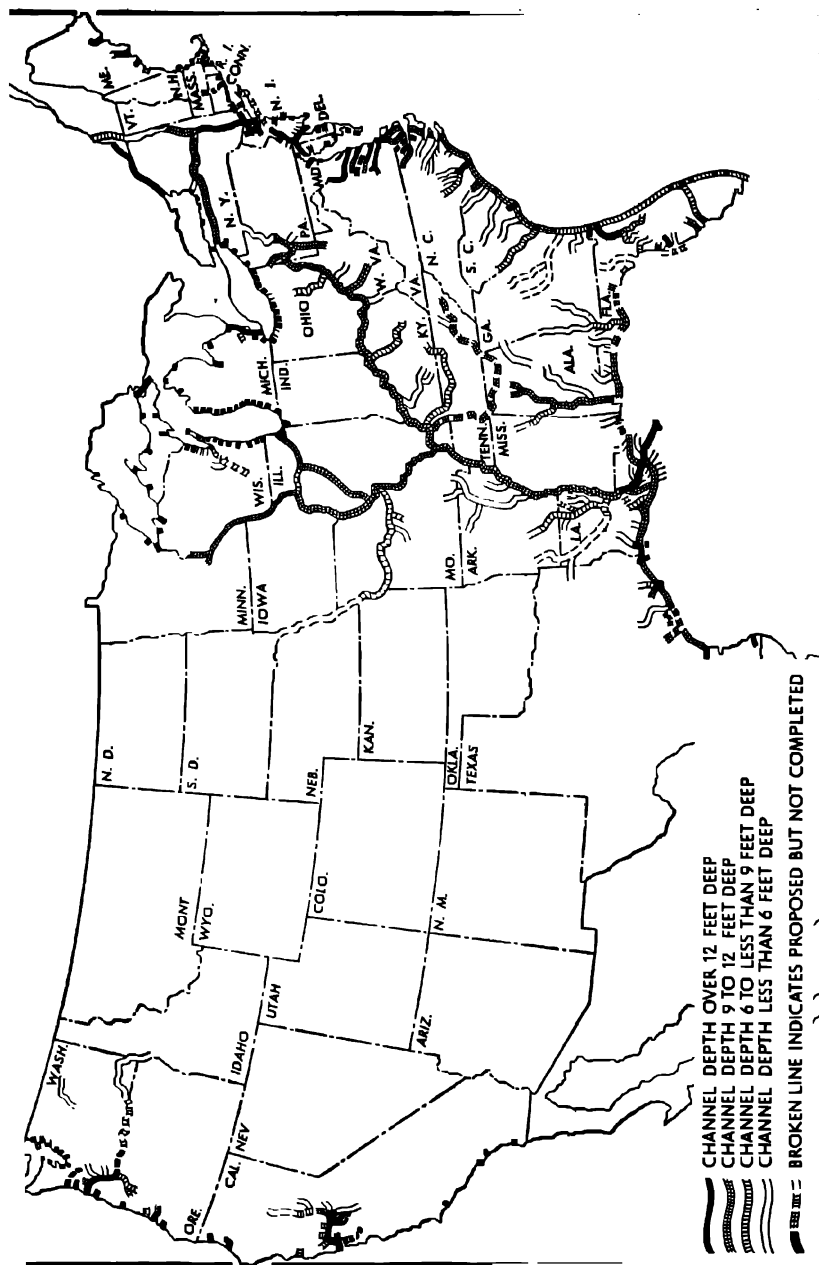 WASH.
ORE.
CAL.
NEV
IDAHO
UTAH
ARIZ.
MONT
WYO.
COLO.
N. M.
N. D.
S. D.
NEB.
KAN.
OKLA.
TEXAS
MINN.
IOWA
MO.
ARK.
LA.
WIS.
ILL.
MICH.
IND.
OHIO
KY.
TENN.
MISS.
ALA.
GA.
FLA.
S. C.
N. C.
VA.
W. VA.
PA.
MD.
DEL.
N. J.
N. Y.
CONN.
R. I.
MASS.
N.H.
VT.
ME.
CHANNEL DEPTH OVER 12 FEET DEEP
CHANNEL DEPTH 9 TO 12 FEET DEEP
CHANNEL DEPTH 6 TO LESS THAN 9 FEET DEEP
CHANNEL DEPTH LESS THAN 6 FEET DEEP
BROKEN LINE INDICATES PROPOSED BUT NOT COMPLETED